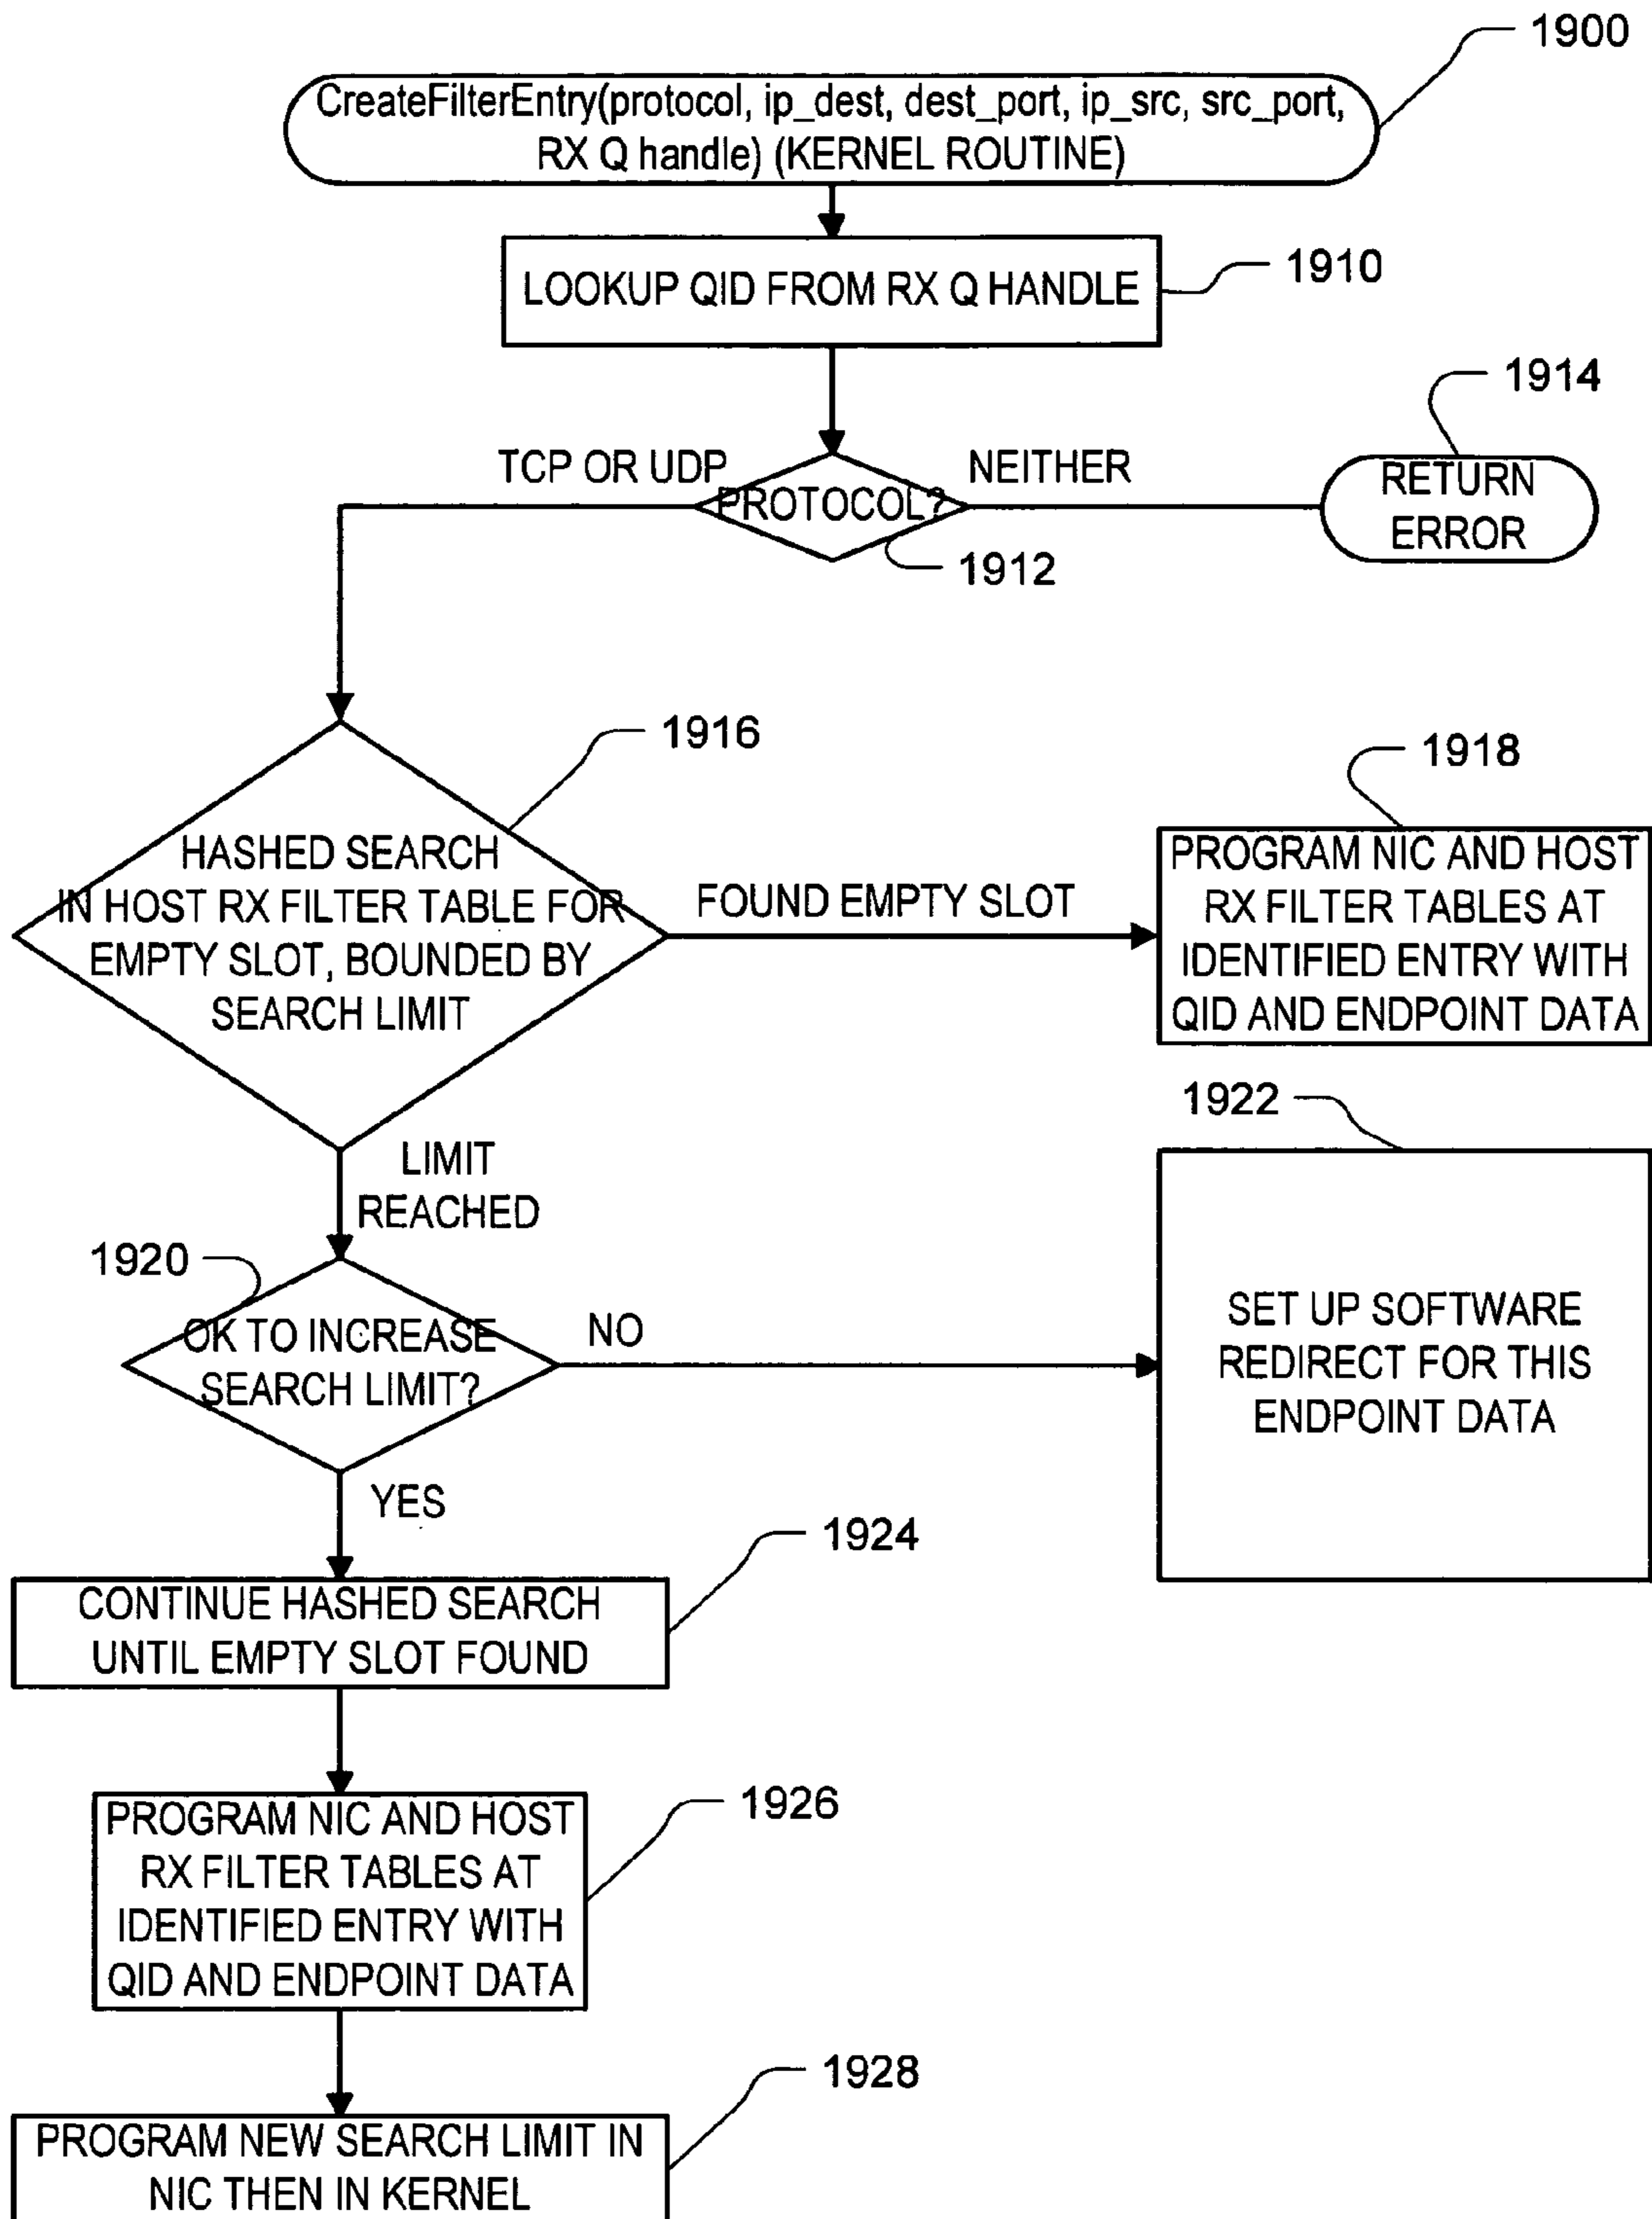 1900
CreateFilterEntry(protocol, ip_dest, dest_port, ip_src, src_port,
RX Q handle) (KERNEL ROUTINE)
LOOKUP QID FROM RX Q HANDLE
1910
1914
TCP OR UDP
NEITHER
PROTOCOL?
RETURN
ERROR
1912
1916
1918
HASHED SEARCH
IN HOST RX FILTER TABLE FOR
EMPTY SLOT, BOUNDED BY
SEARCH LIMIT
FOUND EMPTY SLOT
PROGRAM NIC AND HOST
RX FILTER TABLES AT
IDENTIFIED ENTRY WITH
QID AND ENDPOINT DATA
1922
LIMIT
REACHED
1920
OK TO INCREASE
SEARCH LIMIT?
NO
SET UP SOFTWARE
REDIRECT FOR THIS
ENDPOINT DATA
YES
1924
CONTINUE HASHED SEARCH
UNTIL EMPTY SLOT FOUND
1926
PROGRAM NIC AND HOST
RX FILTER TABLES AT
IDENTIFIED ENTRY WITH
QID AND ENDPOINT DATA
1928
PROGRAM NEW SEARCH LIMIT IN
NIC THEN IN KERNEL